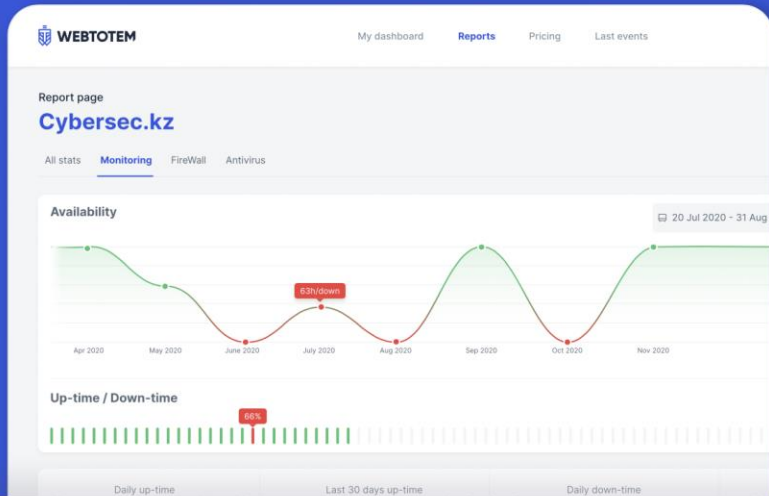 WEBTOTEM
My dashboard Reports Pricing Last events
Report page
Cybersec.kz
All stats Monitoring FireWall Antivirus
Availability
20 Jul 2020 - 31 Aug
63h/down
Apr 2020 May 2020 June 2020 July 2020 Aug 2020 Sep 2020 Oct 2020 Nov 2020
Up-time / Down-time
66%
Daily up-time Last 30 days up-time Daily down-time